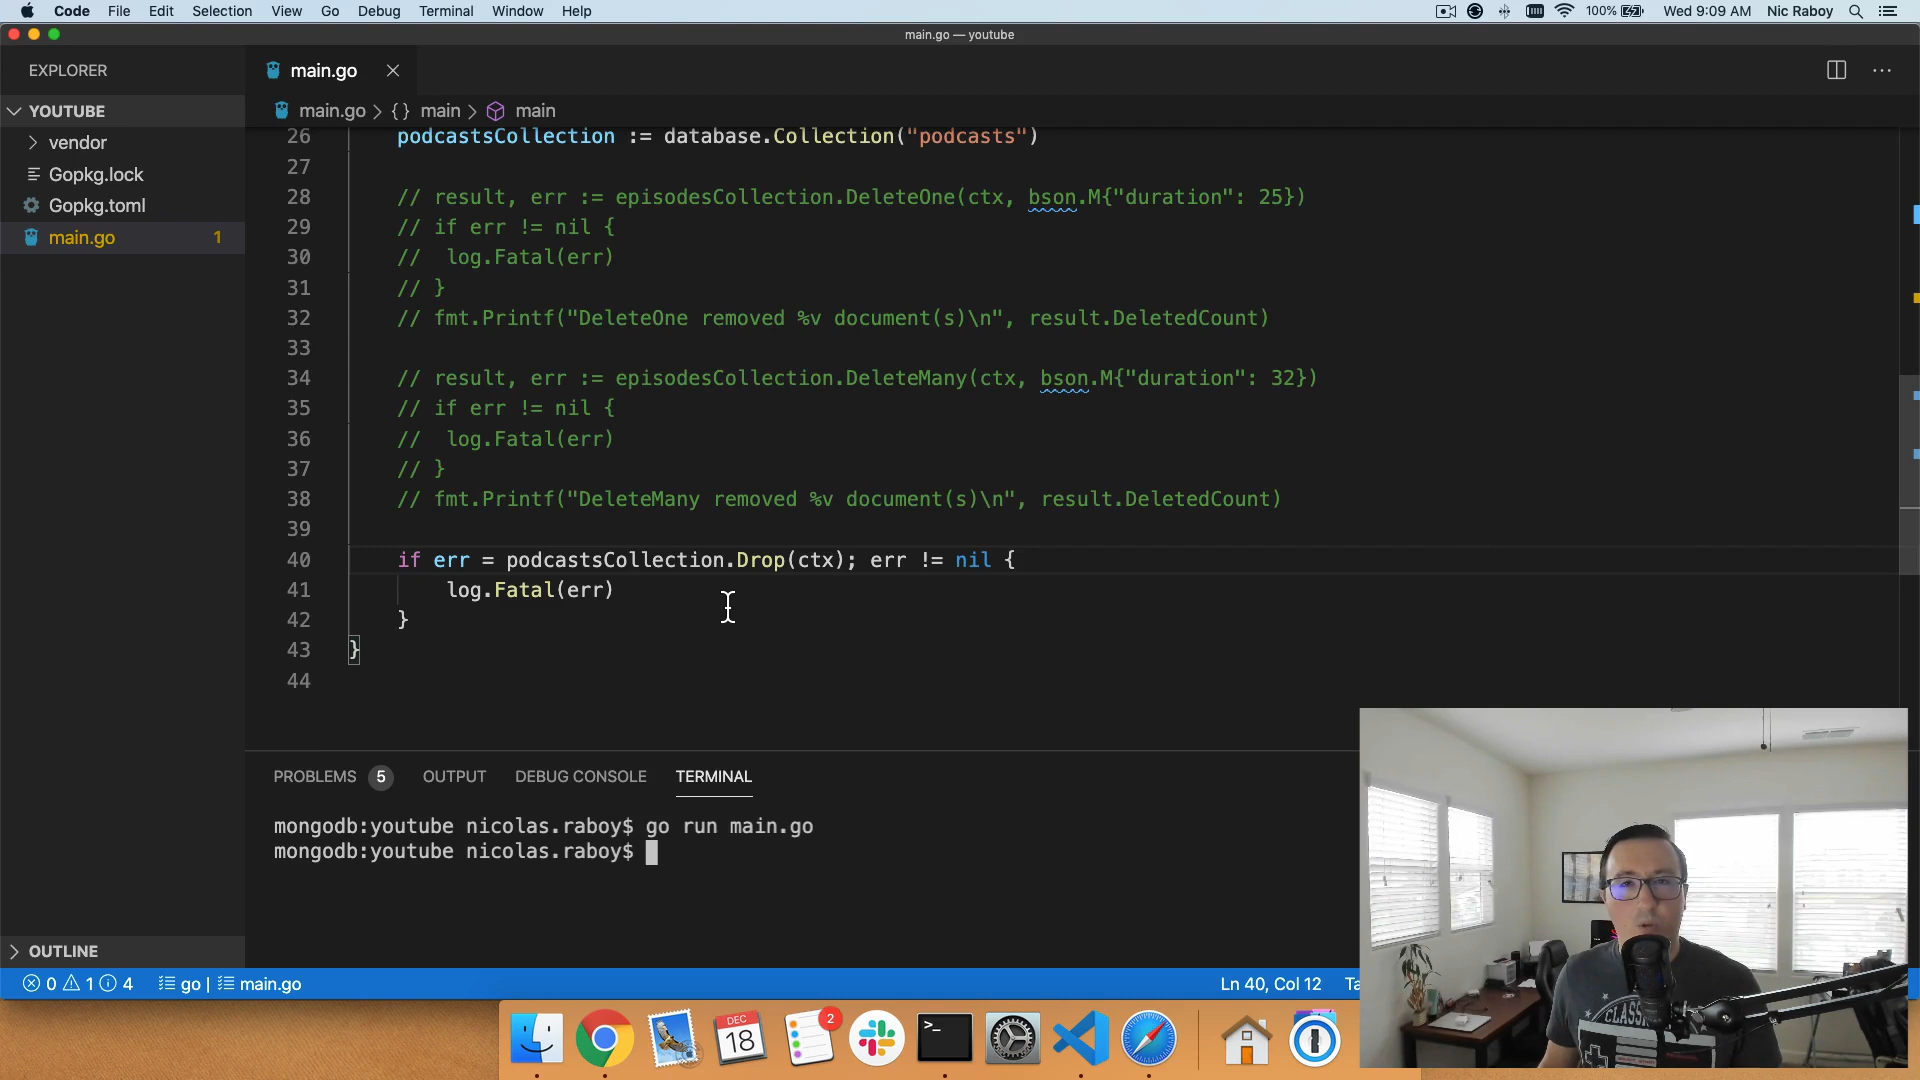 Code File Edit Selection View Go Debug Terminal Window Help
100% Wed 9:09 AM Nic Raboy
main.go — youtube
EXPLORER
main.go
YOUTUBE
main.go > {} main > main
vendor
Gopkg.lock
Gopkg.toml
main.go 1
26 podcastsCollection := database.Collection("podcasts")
27
28 // result, err := episodesCollection.DeleteOne(ctx, bson.M{"duration": 25})
29 // if err != nil {
30 // log.Fatal(err)
31 // }
32 // fmt.Printf("DeleteOne removed %v document(s)\n", result.DeletedCount)
33
34 // result, err := episodesCollection.DeleteMany(ctx, bson.M{"duration": 32})
35 // if err != nil {
36 // log.Fatal(err)
37 // }
38 // fmt.Printf("DeleteMany removed %v document(s)\n", result.DeletedCount)
39
40 if err = podcastsCollection.Drop(ctx); err != nil {
41 log.Fatal(err)
42 }
43 }
44
PROBLEMS 5 OUTPUT DEBUG CONSOLE TERMINAL
mongodb:youtube nicolas.raboy$ go run main.go
mongodb:youtube nicolas.raboy$
OUTLINE
0 1 4 go | main.go
Ln 40, Col 12 Ta
DEC
18
2
>_